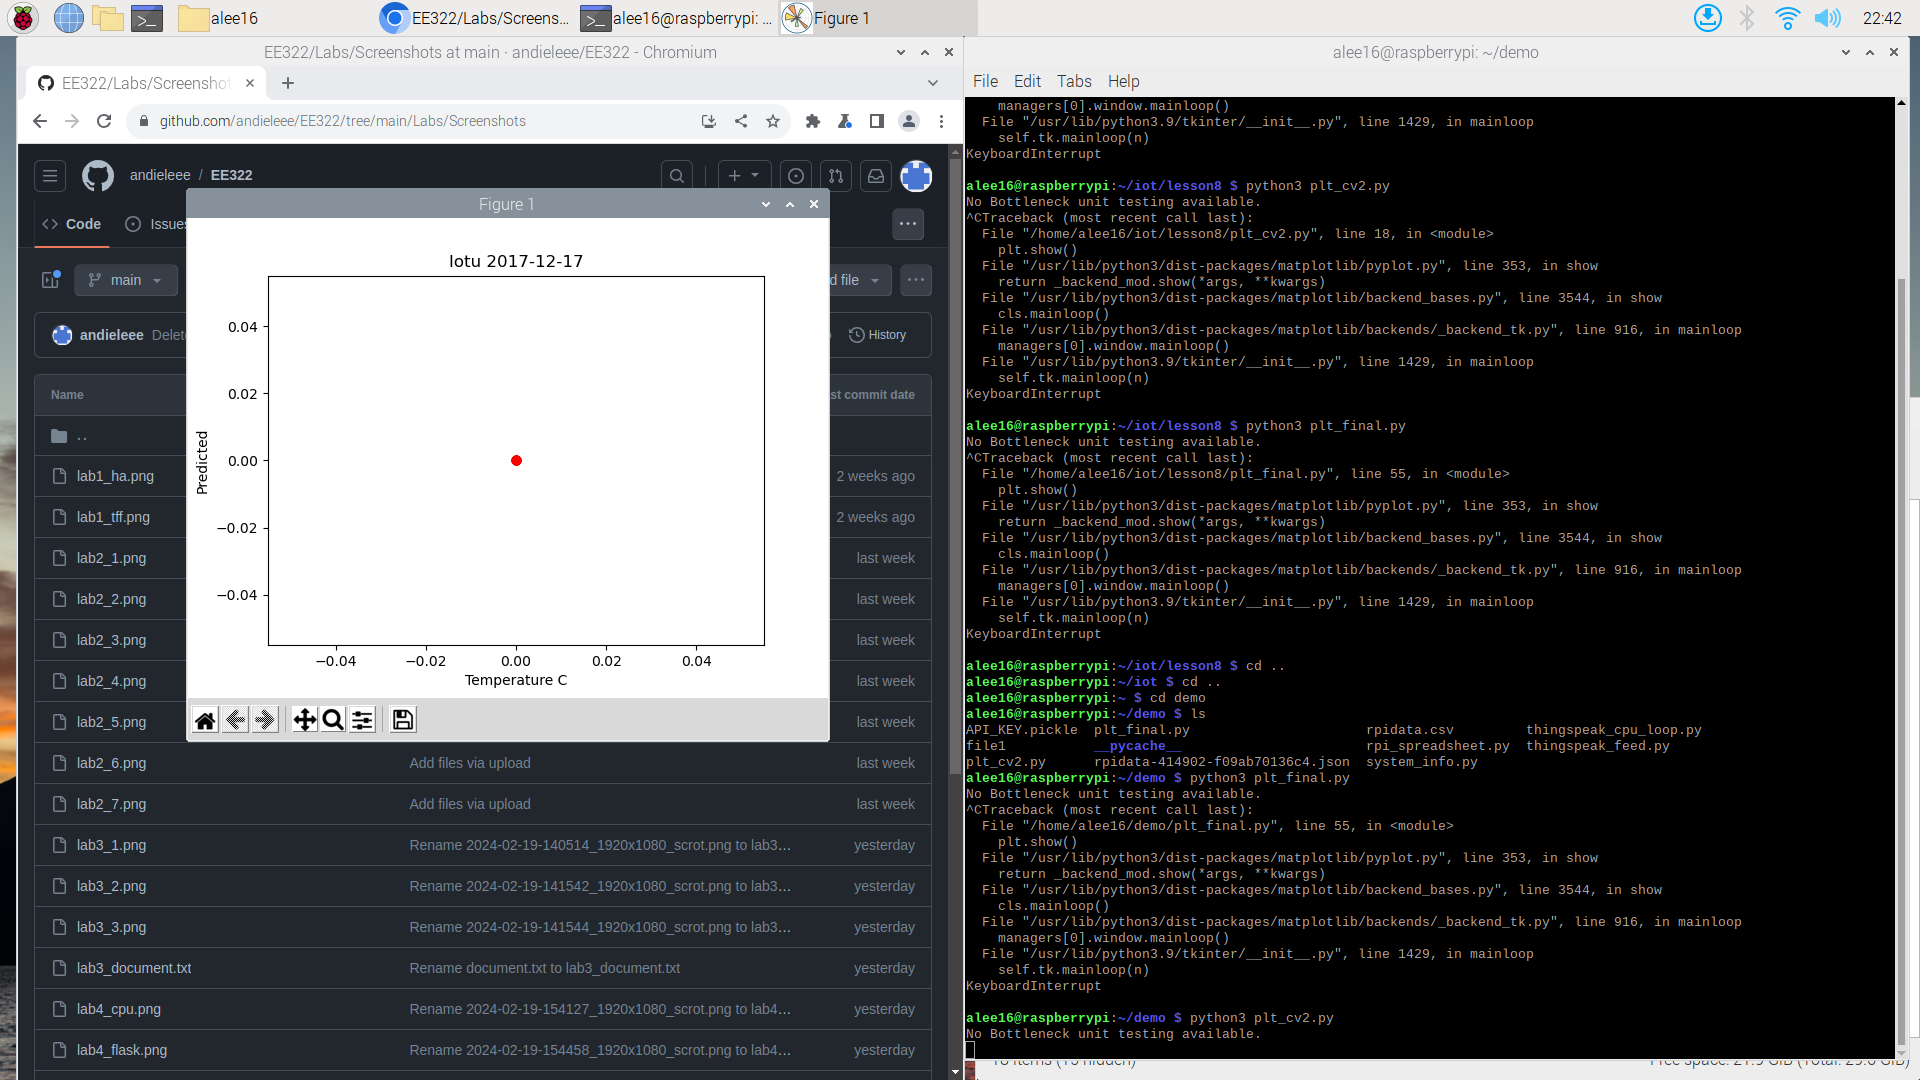 alee16
EE322/Labs/Screens...
alee16@raspberrypi: ...
Figure 1
22:42
EE322/Labs/Screenshots at main · andieleee/EE322 - Chromium
EE322/Labs/Screenshot
github.com/andieleee/EE322/tree/main/Labs/Screenshots
andieleee / EE322
Code
Issues
main
d file
andieleee Delet
History
Name
st commit date
..
lab1_ha.png
2 weeks ago
lab1_tff.png
2 weeks ago
lab2_1.png
last week
lab2_2.png
last week
lab2_3.png
last week
lab2_4.png
last week
lab2_5.png
last week
lab2_6.png Add files via upload last week
lab2_7.png Add files via upload last week
lab3_1.png Rename 2024-02-19-140514_1920x1080_scrot.png to lab3... yesterday
lab3_2.png Rename 2024-02-19-141542_1920x1080_scrot.png to lab3... yesterday
lab3_3.png Rename 2024-02-19-141544_1920x1080_scrot.png to lab3... yesterday
lab3_document.txt Rename document.txt to lab3_document.txt yesterday
lab4_cpu.png Rename 2024-02-19-154127_1920x1080_scrot.png to lab4... yesterday
lab4_flask.png Rename 2024-02-19-154458_1920x1080_scrot.png to lab4... yesterday
Figure 1
Iotu 2017-12-17
0.04
0.02
0.00
−0.02
−0.04
Predicted
−0.04 −0.02 0.00 0.02 0.04
Temperature C
alee16@raspberrypi: ~/demo
File Edit Tabs Help
managers[0].window.mainloop()
File "/usr/lib/python3.9/tkinter/__init__.py", line 1429, in mainloop
self.tk.mainloop(n)
KeyboardInterrupt
alee16@raspberrypi:~/iot/lesson8 $ python3 plt_cv2.py
No Bottleneck unit testing available.
^CTraceback (most recent call last):
File "/home/alee16/iot/lesson8/plt_cv2.py", line 18, in <module>
plt.show()
File "/usr/lib/python3/dist-packages/matplotlib/pyplot.py", line 353, in show
return _backend_mod.show(*args, **kwargs)
File "/usr/lib/python3/dist-packages/matplotlib/backend_bases.py", line 3544, in show
cls.mainloop()
File "/usr/lib/python3/dist-packages/matplotlib/backends/_backend_tk.py", line 916, in mainloop
managers[0].window.mainloop()
File "/usr/lib/python3.9/tkinter/__init__.py", line 1429, in mainloop
self.tk.mainloop(n)
KeyboardInterrupt
alee16@raspberrypi:~/iot/lesson8 $ python3 plt_final.py
No Bottleneck unit testing available.
^CTraceback (most recent call last):
File "/home/alee16/iot/lesson8/plt_final.py", line 55, in <module>
plt.show()
File "/usr/lib/python3/dist-packages/matplotlib/pyplot.py", line 353, in show
return _backend_mod.show(*args, **kwargs)
File "/usr/lib/python3/dist-packages/matplotlib/backend_bases.py", line 3544, in show
cls.mainloop()
File "/usr/lib/python3/dist-packages/matplotlib/backends/_backend_tk.py", line 916, in mainloop
managers[0].window.mainloop()
File "/usr/lib/python3.9/tkinter/__init__.py", line 1429, in mainloop
self.tk.mainloop(n)
KeyboardInterrupt
alee16@raspberrypi:~/iot/lesson8 $ cd ..
alee16@raspberrypi:~/iot $ cd ..
alee16@raspberrypi:~ $ cd demo
alee16@raspberrypi:~/demo $ ls
API_KEY.pickle plt_final.py rpidata.csv thingspeak_cpu_loop.py
file1 __pycache__ rpi_spreadsheet.py thingspeak_feed.py
plt_cv2.py rpidata-414902-f09ab70136c4.json system_info.py
alee16@raspberrypi:~/demo $ python3 plt_final.py
No Bottleneck unit testing available.
^CTraceback (most recent call last):
File "/home/alee16/demo/plt_final.py", line 55, in <module>
plt.show()
File "/usr/lib/python3/dist-packages/matplotlib/pyplot.py", line 353, in show
return _backend_mod.show(*args, **kwargs)
File "/usr/lib/python3/dist-packages/matplotlib/backend_bases.py", line 3544, in show
cls.mainloop()
File "/usr/lib/python3/dist-packages/matplotlib/backends/_backend_tk.py", line 916, in mainloop
managers[0].window.mainloop()
File "/usr/lib/python3.9/tkinter/__init__.py", line 1429, in mainloop
self.tk.mainloop(n)
KeyboardInterrupt
alee16@raspberrypi:~/demo $ python3 plt_cv2.py
No Bottleneck unit testing available.